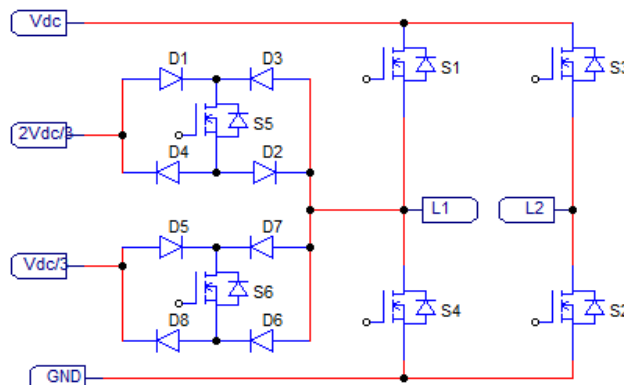 Vdc
D1 D3
S1 S3
2Vdc/3
S5
D4 D2
L1 L2
D5 D7
Vdc/3
S6
S4 S2
D8 D6
GND